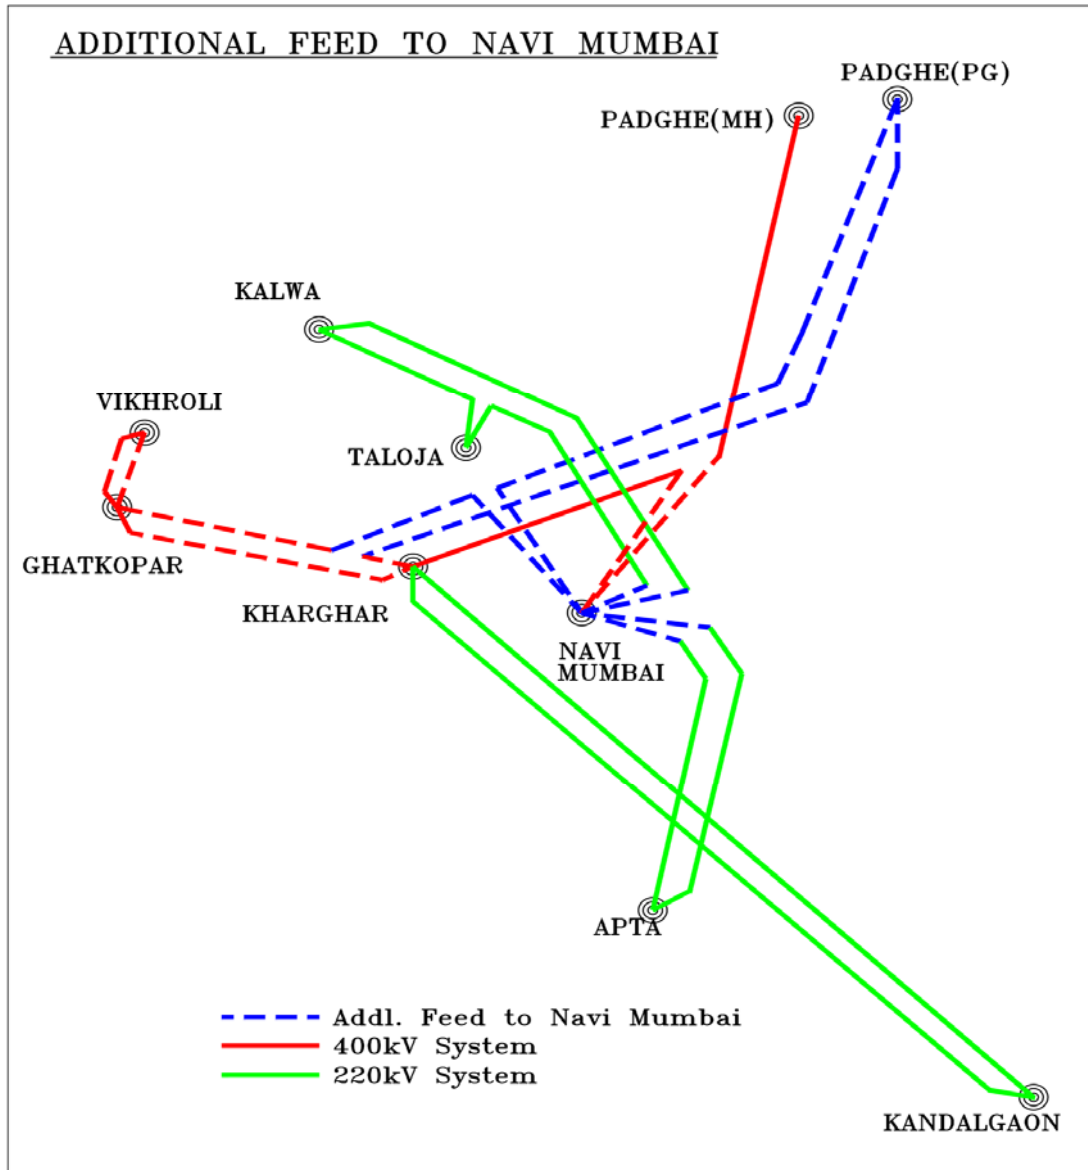 ADDITIONAL FEED TO NAVI MUMBAI
PADGHE(PG)
PADGHE(MH)
KALWA
VIKHROLI
TALOJA
GHATKOPAR
KHARGHAR
NAVI
MUMBAI
APTA
Addl. Feed to Navi Mumbai
400kV System
220kV System
KANDALGAON